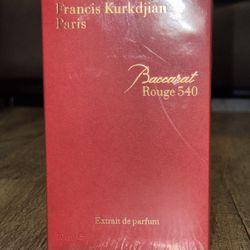 Francis Kurkdjian
Paris
Baccarat
Rouge 540
Extrait de parfum